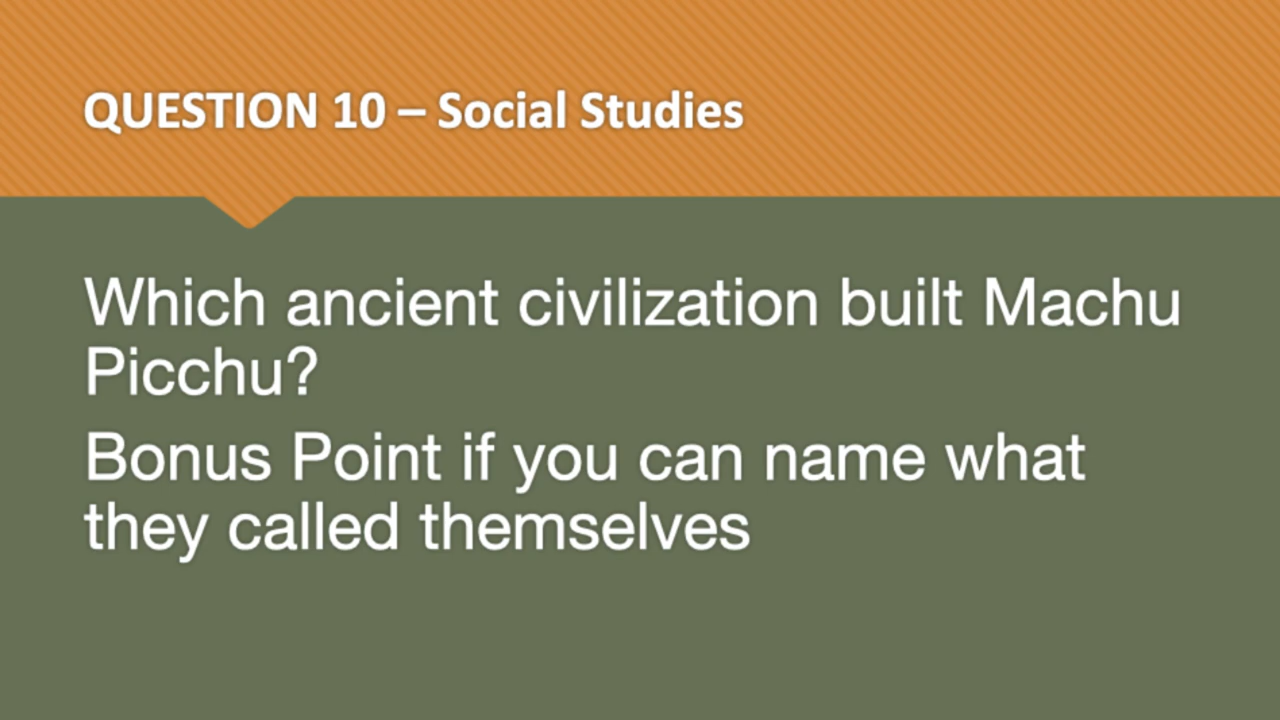 QUESTION 10 – Social Studies
Which ancient civilization built Machu
Picchu?
Bonus Point if you can name what
they called themselves